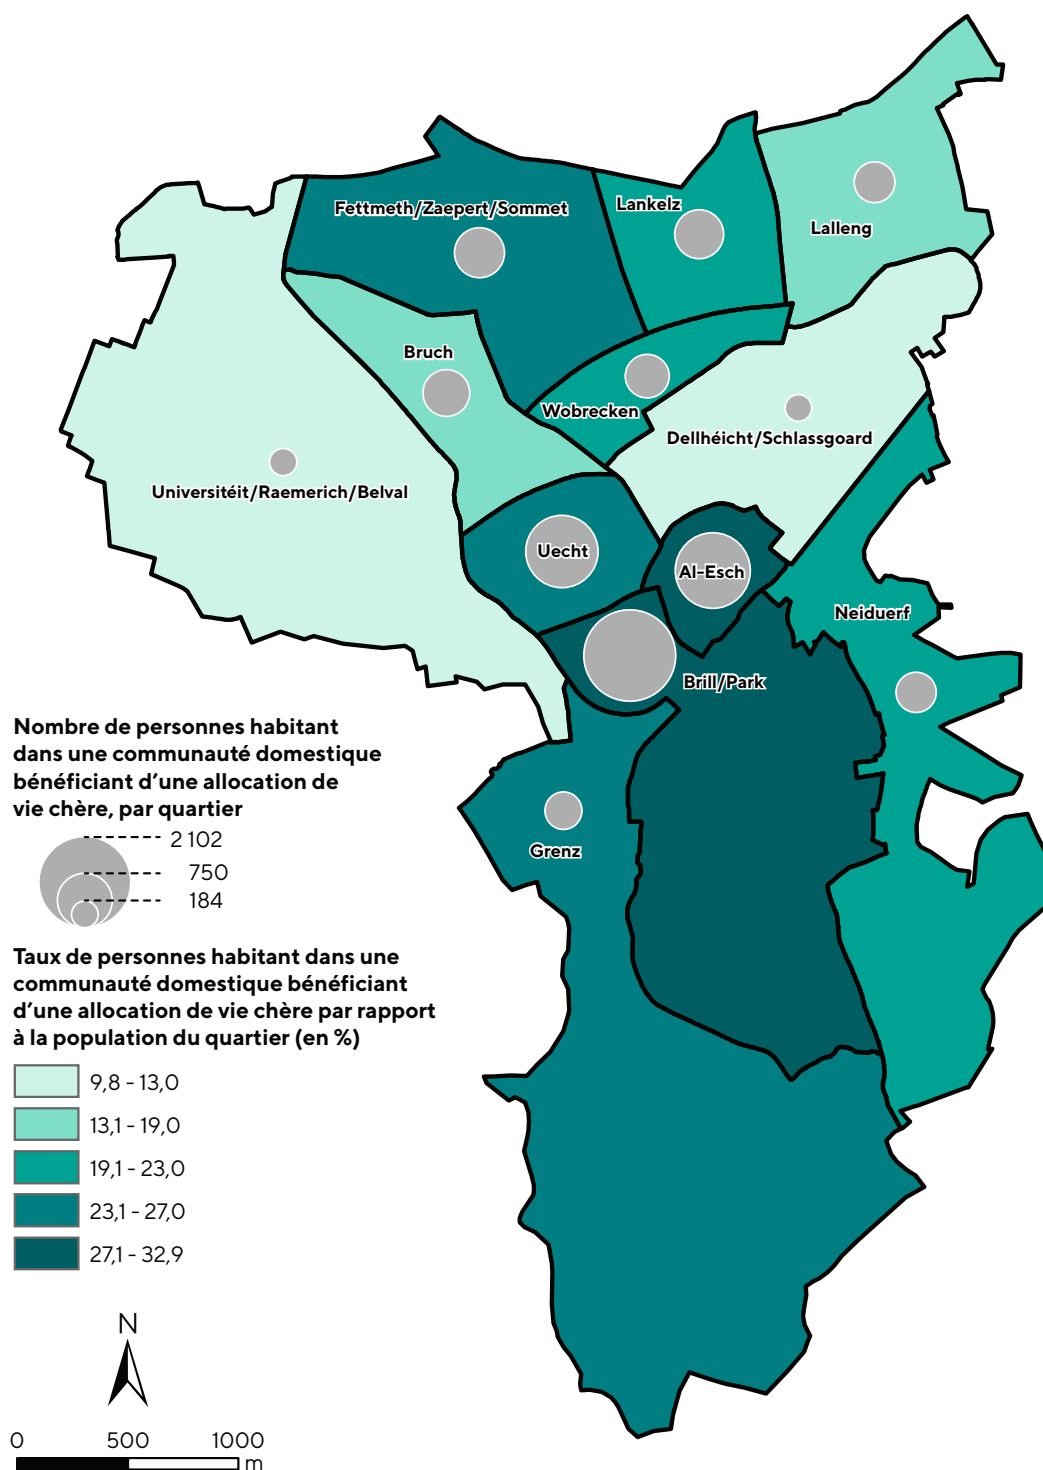 Fettmeth/Zaepert/Sommet
Lankelz
Lalleng
Bruch
Wobrecken
Dellhéicht/Schlassgoard
Universitéit/Raemerich/Belval
Uecht
Al-Esch
Neiduerf
Brill/Park
Grenz
Nombre de personnes habitant
dans une communauté domestique
bénéficiant d’une allocation de
vie chère, par quartier
2 102
750
184
Taux de personnes habitant dans une
communauté domestique bénéficiant
d’une allocation de vie chère par rapport
à la population du quartier (en %)
9,8 - 13,0
13,1 - 19,0
19,1 - 23,0
23,1 - 27,0
27,1 - 32,9
N
0 500 1000
m